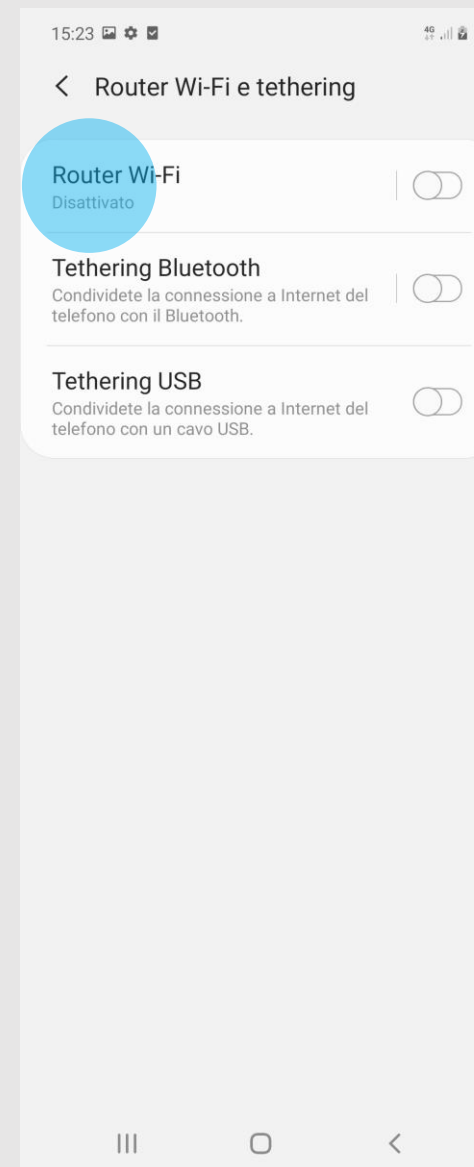 15:23
4G
Router Wi-Fi e tethering
Router Wi-Fi
Disattivato
Tethering Bluetooth
Condividete la connessione a Internet del
telefono con il Bluetooth.
Tethering USB
Condividete la connessione a Internet del
telefono con un cavo USB.